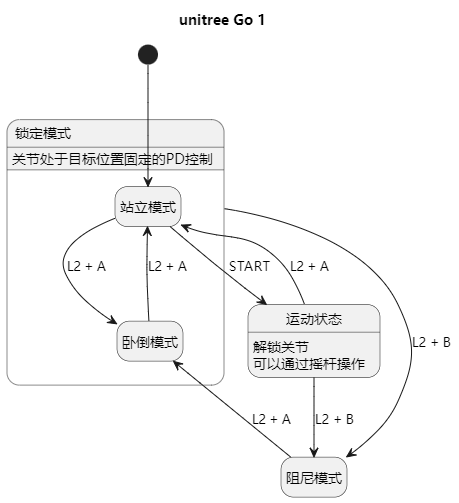 unitree Go 1
锁定模式
关节处于目标位置固定的PD控制
站立模式
L2 + A
L2 + A
START
L2 + A
运动状态
解锁关节
可以通过摇杆操作
卧倒模式
L2 + B
L2 + A
L2 + B
阻尼模式